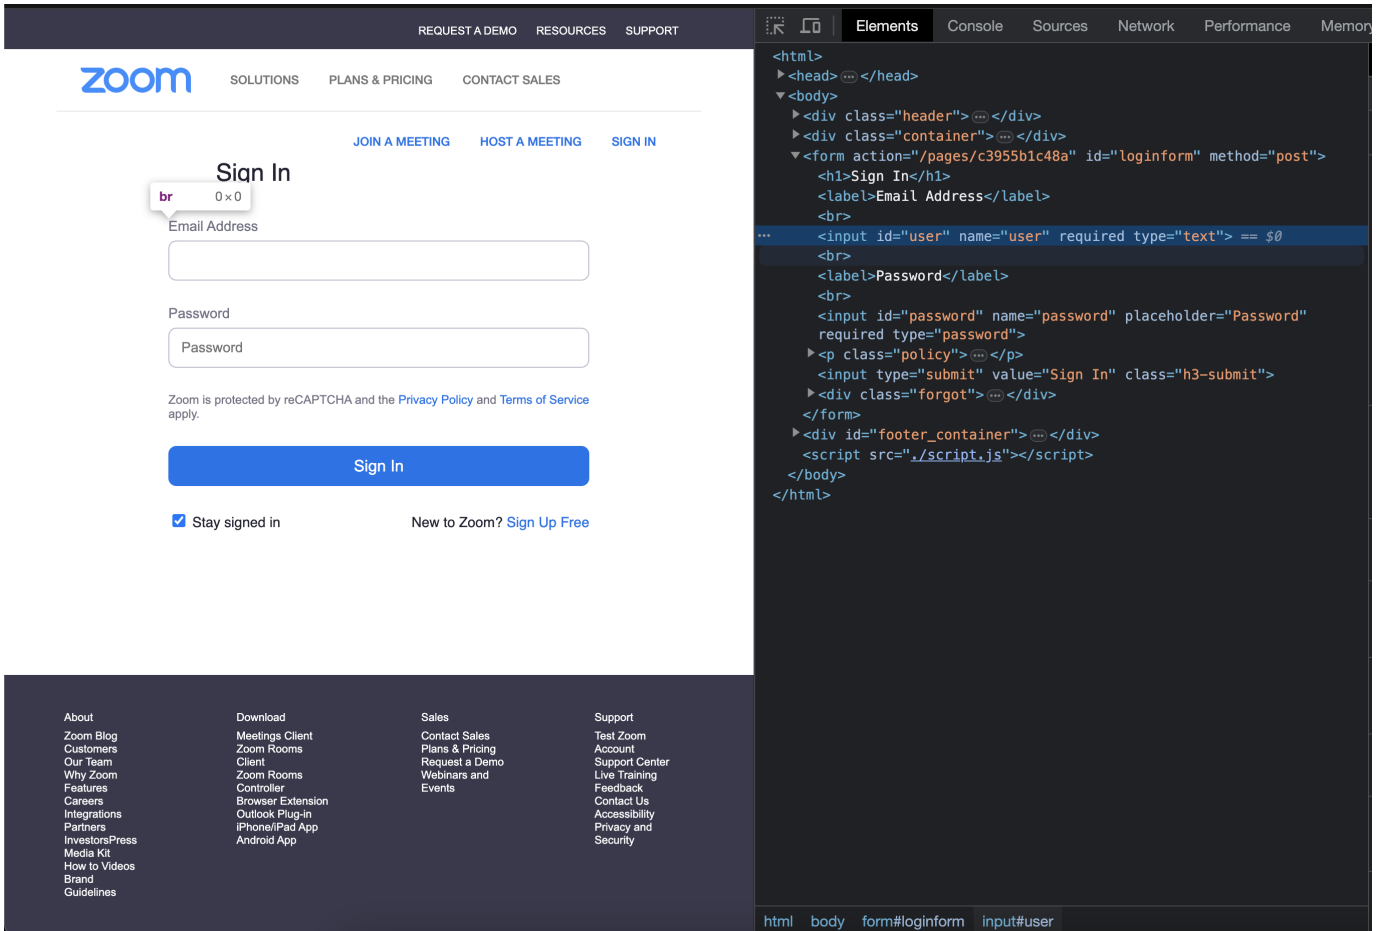 REQUEST A DEMO RESOURCES SUPPORT
zoom SOLUTIONS PLANS & PRICING CONTACT SALES
JOIN A MEETING HOST A MEETING SIGN IN
Sign In
br 0×0
Email Address
Password
Password
Zoom is protected by reCAPTCHA and the Privacy Policy and Terms of Service
apply.
Sign In
Stay signed in New to Zoom? Sign Up Free
About
Zoom Blog
Customers
Our Team
Why Zoom
Features
Careers
Integrations
Partners
InvestorsPress
Media Kit
How to Videos
Brand
Guidelines
Download
Meetings Client
Zoom Rooms
Client
Zoom Rooms
Controller
Browser Extension
Outlook Plug-in
iPhone/iPad App
Android App
Sales
Contact Sales
Plans & Pricing
Request a Demo
Webinars and
Events
Support
Test Zoom
Account
Support Center
Live Training
Feedback
Contact Us
Accessibility
Privacy and
Security
Elements Console Sources Network Performance Memory
<html>
<head>…</head>
<body>
<div class="header">…</div>
<div class="container">…</div>
<form action="/pages/c3955b1c48a" id="loginform" method="post">
<h1>Sign In</h1>
<label>Email Address</label>
<br>
<input id="user" name="user" required type="text"> == $0
<br>
<label>Password</label>
<br>
<input id="password" name="password" placeholder="Password"
required type="password">
<p class="policy">…</p>
<input type="submit" value="Sign In" class="h3-submit">
<div class="forgot">…</div>
</form>
<div id="footer_container">…</div>
<script src="./script.js"></script>
</body>
</html>
html body form#loginform input#user